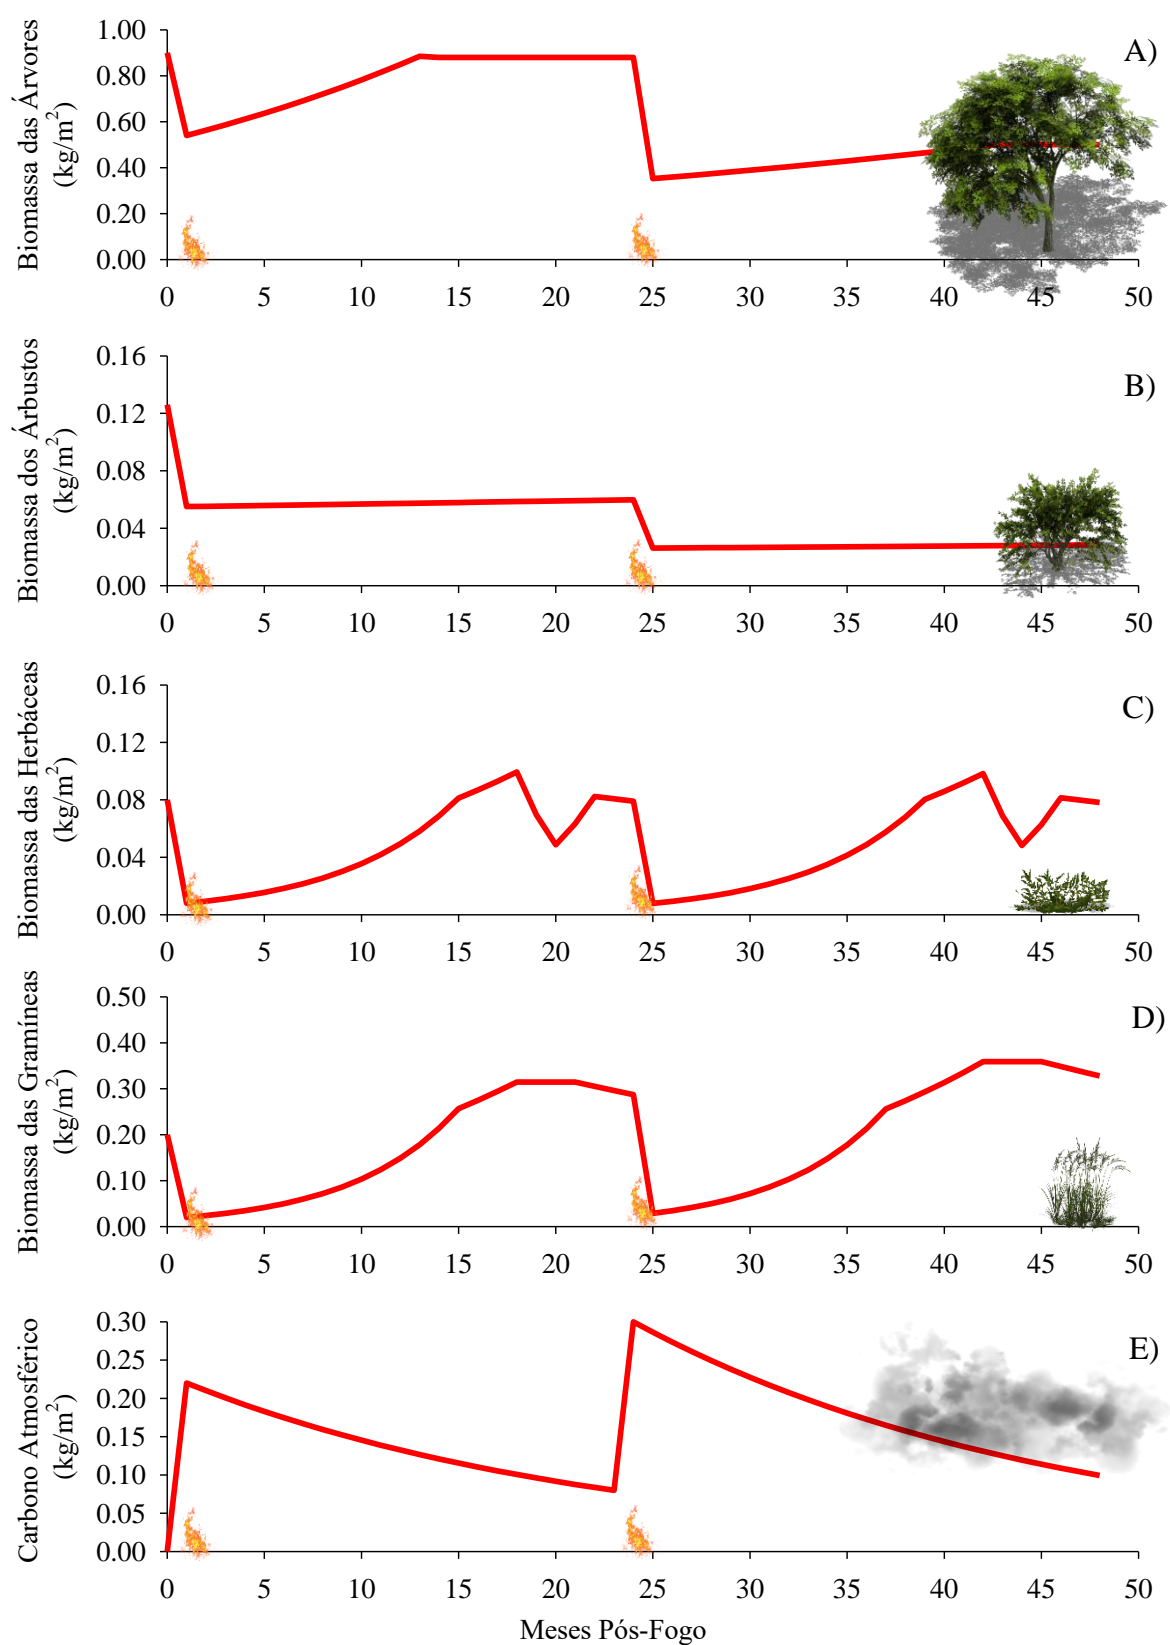 Biomassa das Árvores
(kg/m²)
1.00
0.80
0.60
0.40
0.20
0.00
A)
0 5 10 15 20 25 30 35 40 45 50
Biomassa dos Árbustos
(kg/m²)
0.16
0.12
0.08
0.04
0.00
B)
0 5 10 15 20 25 30 35 40 45 50
Biomassa das Herbáceas
(kg/m²)
0.16
0.12
0.08
0.04
0.00
C)
0 5 10 15 20 25 30 35 40 45 50
Biomassa das Gramíneas
(kg/m²)
0.50
0.40
0.30
0.20
0.10
0.00
D)
0 5 10 15 20 25 30 35 40 45 50
Carbono Atmosférico
(kg/m²)
0.30
0.25
0.20
0.15
0.10
0.05
0.00
E)
0 5 10 15 20 25 30 35 40 45 50
Meses Pós-Fogo